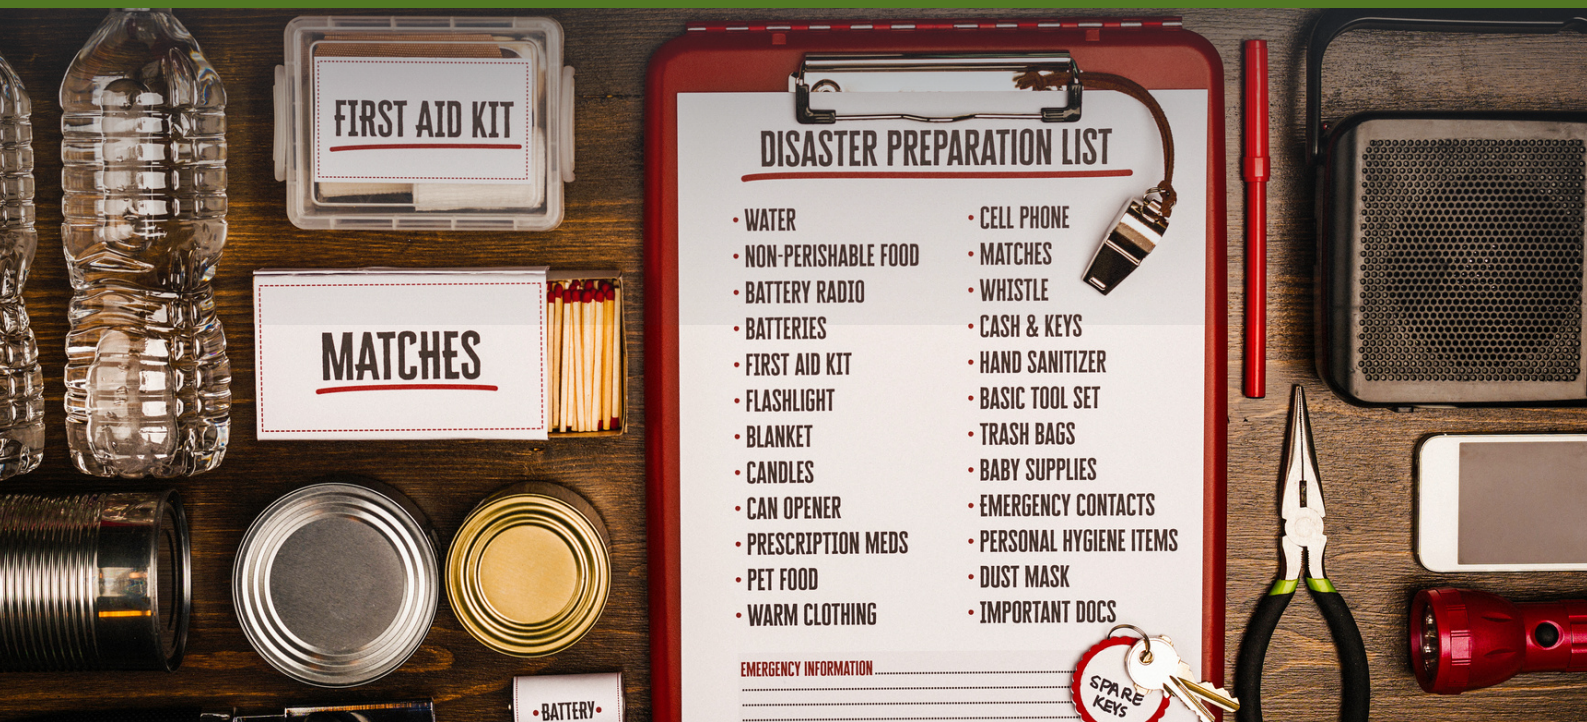 FIRST AID KIT
MATCHES
•BATTERY•
DISASTER PREPARATION LIST
• WATER
• NON-PERISHABLE FOOD
• BATTERY RADIO
• BATTERIES
• FIRST AID KIT
• FLASHLIGHT
• BLANKET
• CANDLES
• CAN OPENER
• PRESCRIPTION MEDS
• PET FOOD
• WARM CLOTHING
• CELL PHONE
• MATCHES
• WHISTLE
• CASH & KEYS
• HAND SANITIZER
• BASIC TOOL SET
• TRASH BAGS
• BABY SUPPLIES
• EMERGENCY CONTACTS
• PERSONAL HYGIENE ITEMS
• DUST MASK
• IMPORTANT DOCS
EMERGENCY INFORMATION
SPARE
KEYS